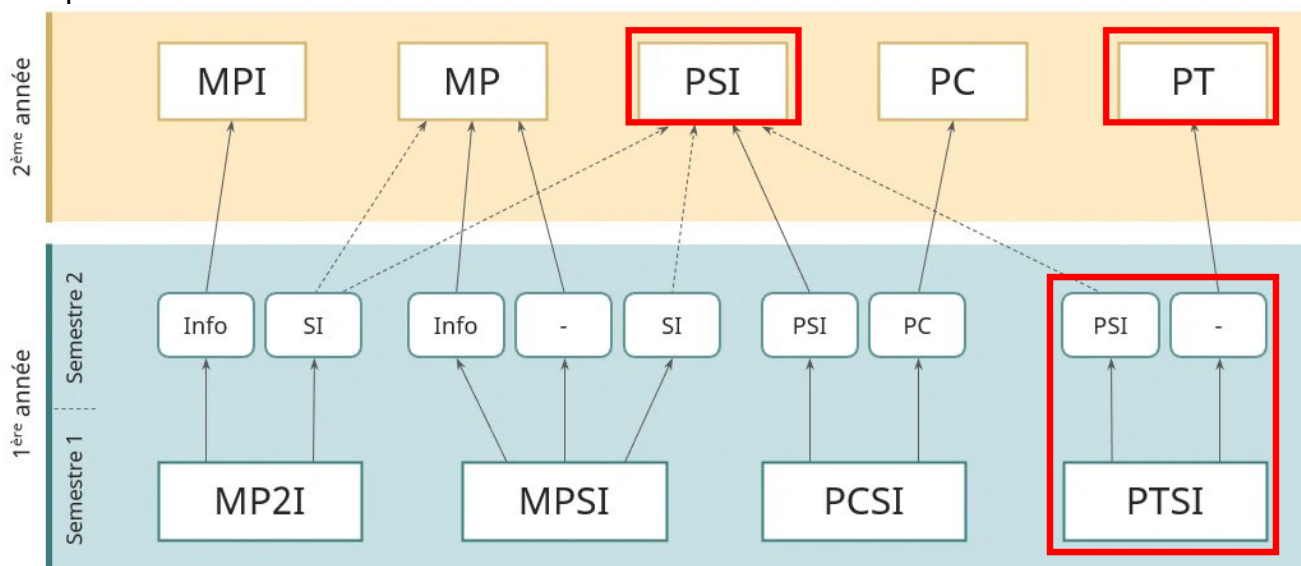 2ème année
MPI
MP
PSI
PC
PT
1ère année
Semestre 2
Info
SI
Info
-
SI
PSI
PC
PSI
-
Semestre 1
MP2I
MPSI
PCSI
PTSI